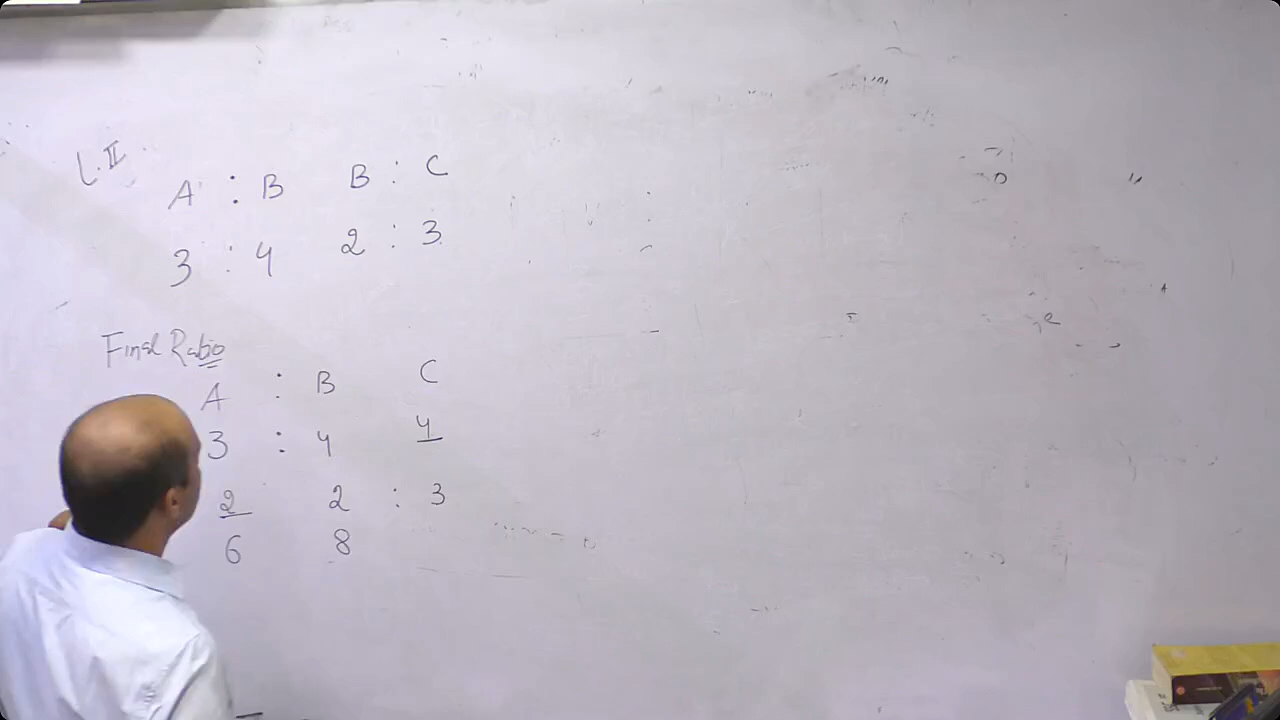 L.II
A : B B : C
3 : 4 2 : 3
Final Ratio
A : B C
3 : 4 4
2 2 : 3
6 8